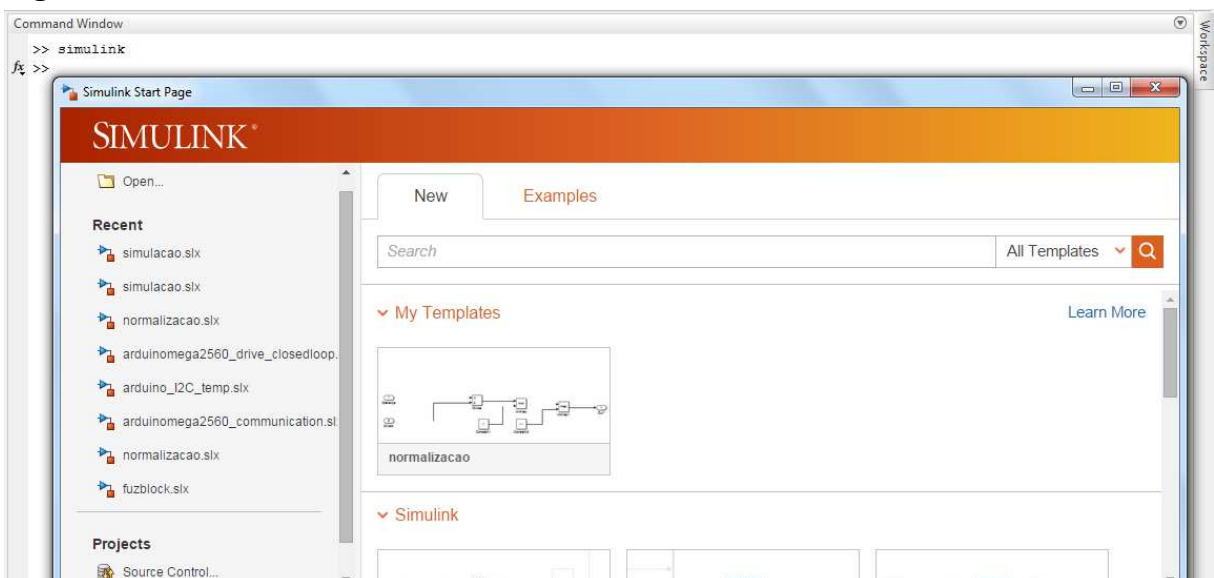 Command Window
Workspace
>> simulink
fx >>
Simulink Start Page
SIMULINK®
Open...
Recent
simulacao.slx
simulacao.slx
normalizacao.slx
arduinomega2560_drive_closedloop.
arduino_I2C_temp.slx
arduinomega2560_communication.sl
normalizacao.slx
fuzblock.slx
Projects
Source Control...
New
Examples
Search
All Templates
My Templates
Learn More
normalizacao
Simulink